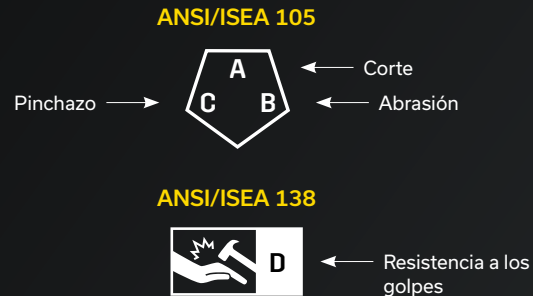 ANSI/ISEA 105
A
Corte
Pinchazo
C
B
Abrasión
ANSI/ISEA 138
D
Resistencia a los
golpes